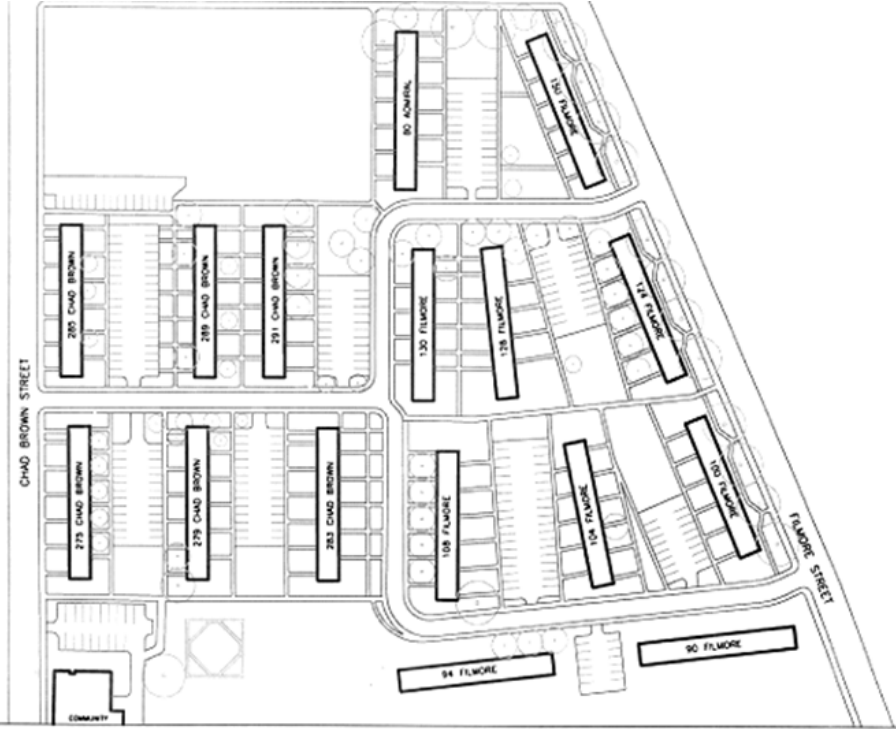 80 ADMIRAL
150 FILMORE
285 CHAD BROWN
289 CHAD BROWN
291 CHAD BROWN
130 FILMORE
128 FILMORE
124 FILMORE
CHAD BROWN STREET
275 CHAD BROWN
279 CHAD BROWN
283 CHAD BROWN
108 FILMORE
104 FILMORE
100 FILMORE
FILMORE STREET
94 FILMORE
90 FILMORE
COMMUNITY